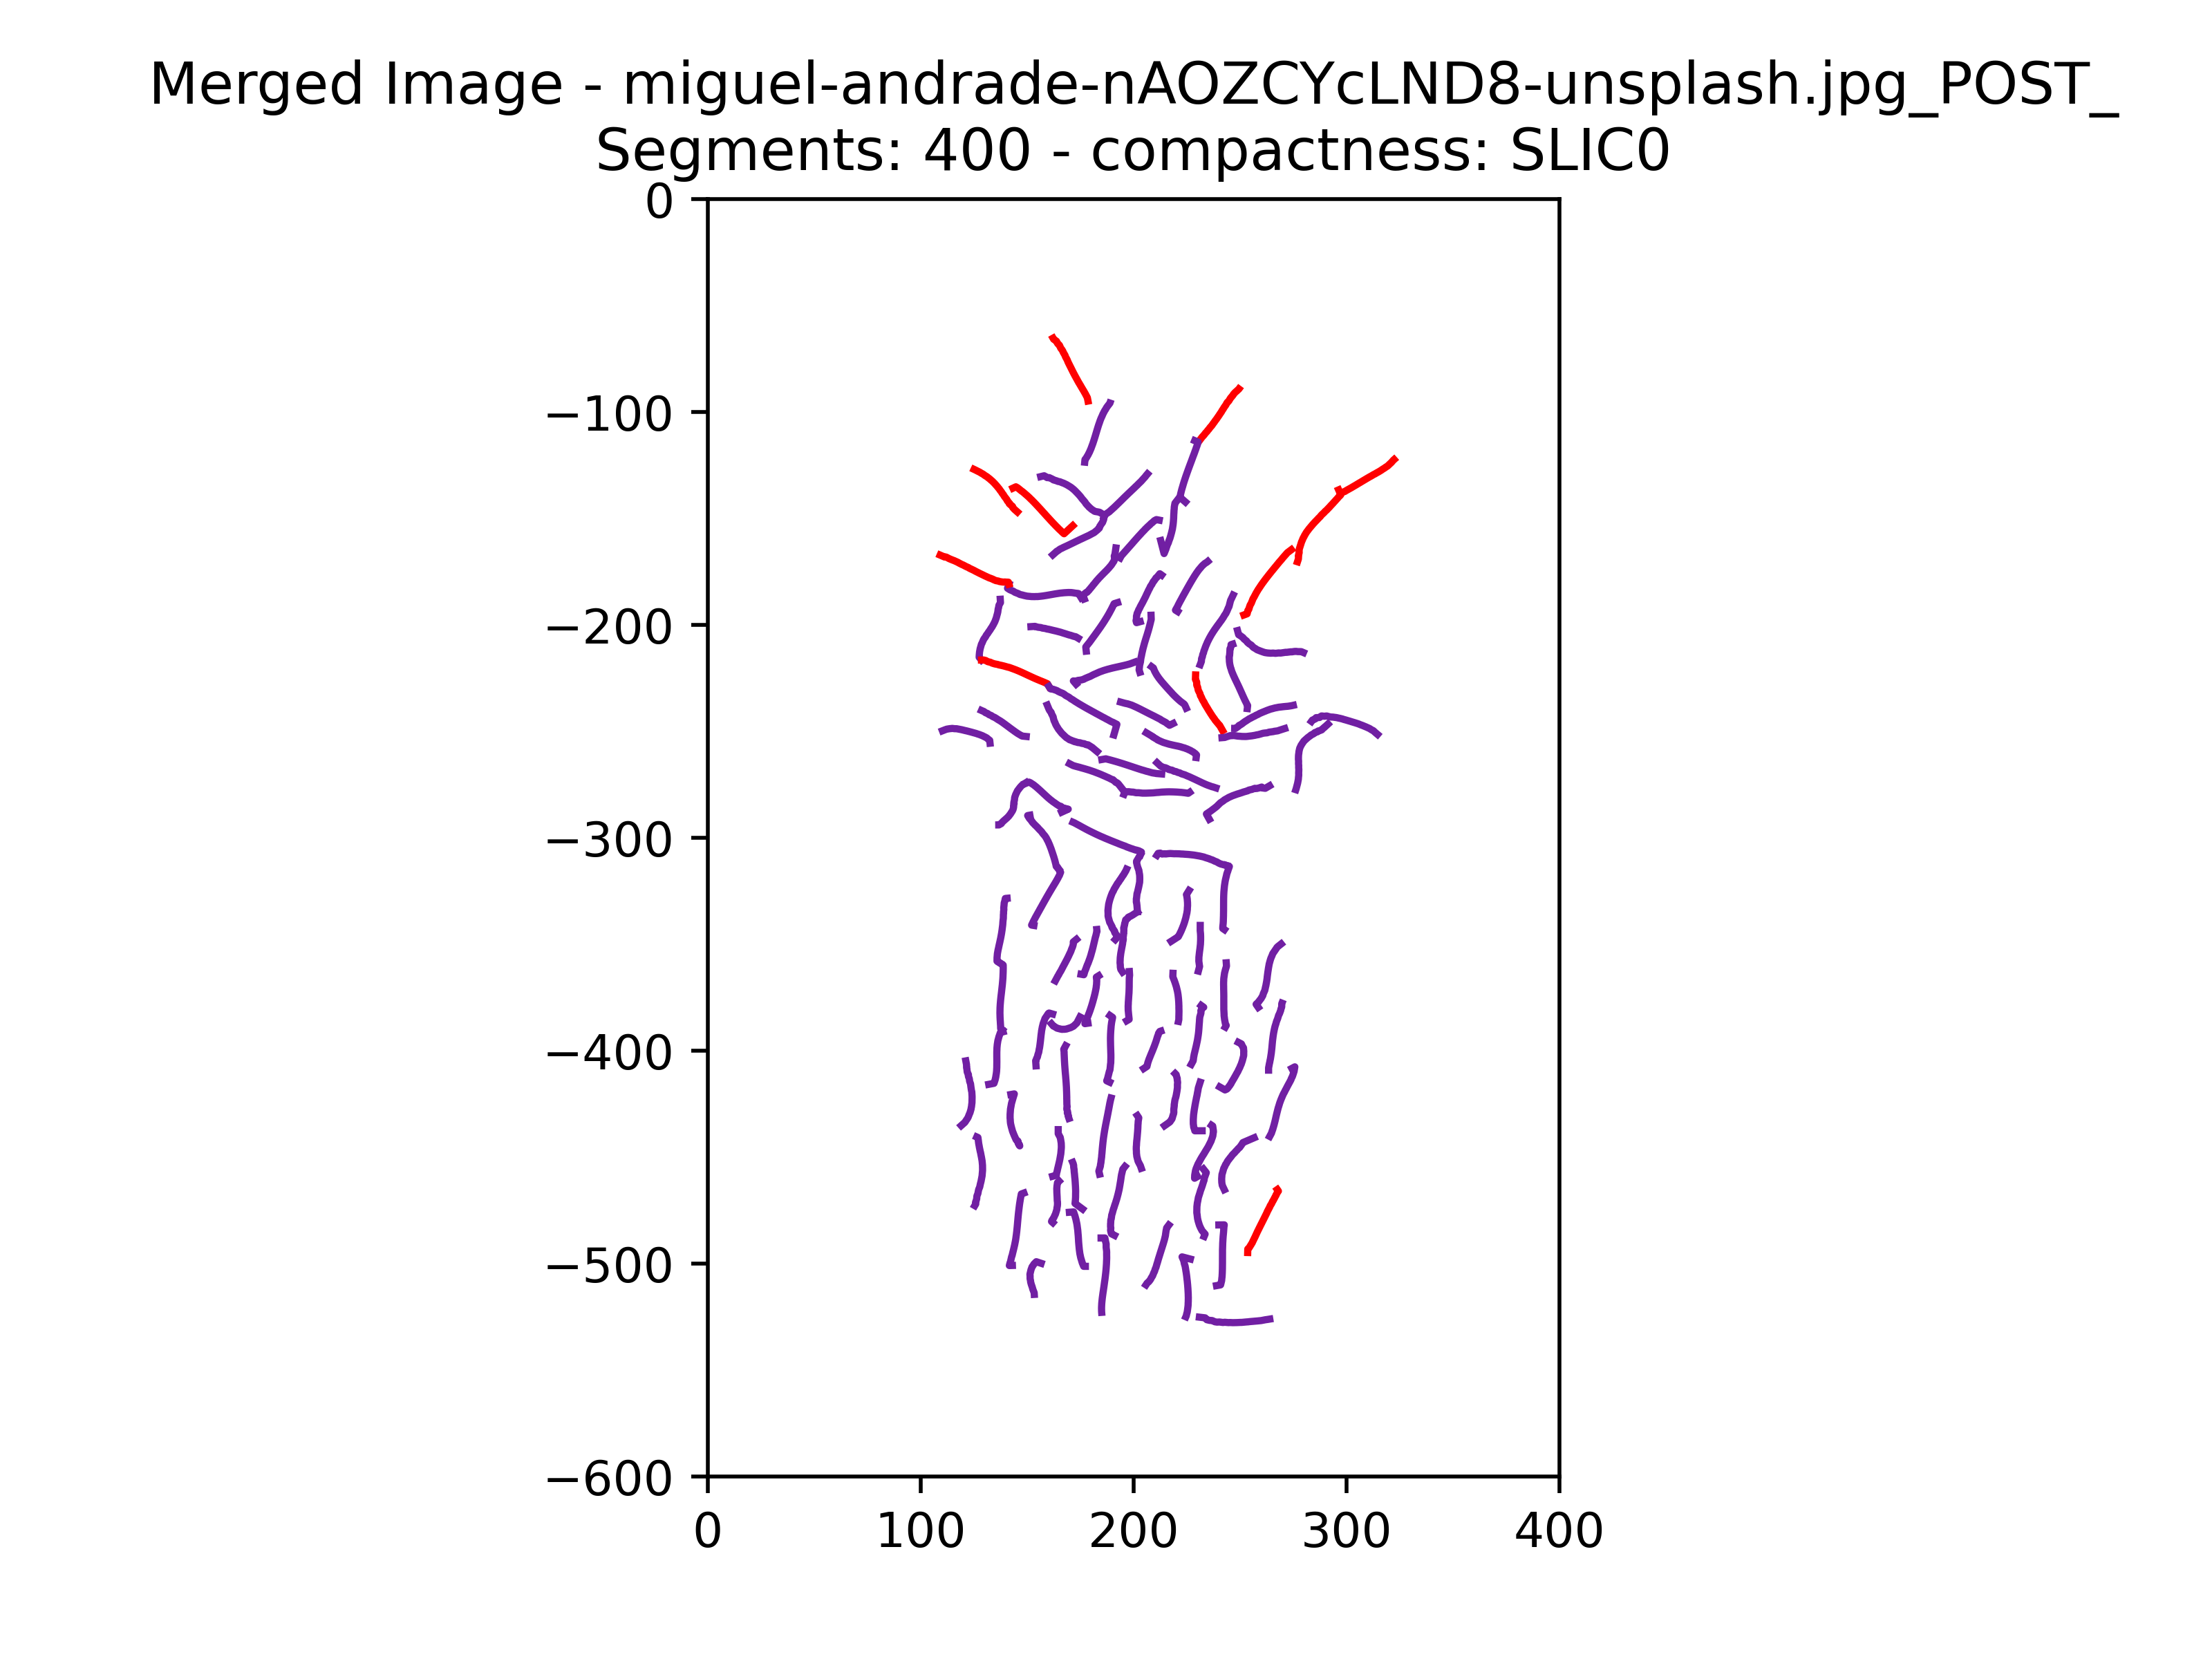 Merged Image - miguel-andrade-nAOZCYcLND8-unsplash.jpg_POST_
Segments: 400 - compactness: SLIC0
0
−100
−200
−300
−400
−500
−600
0 100 200 300 400